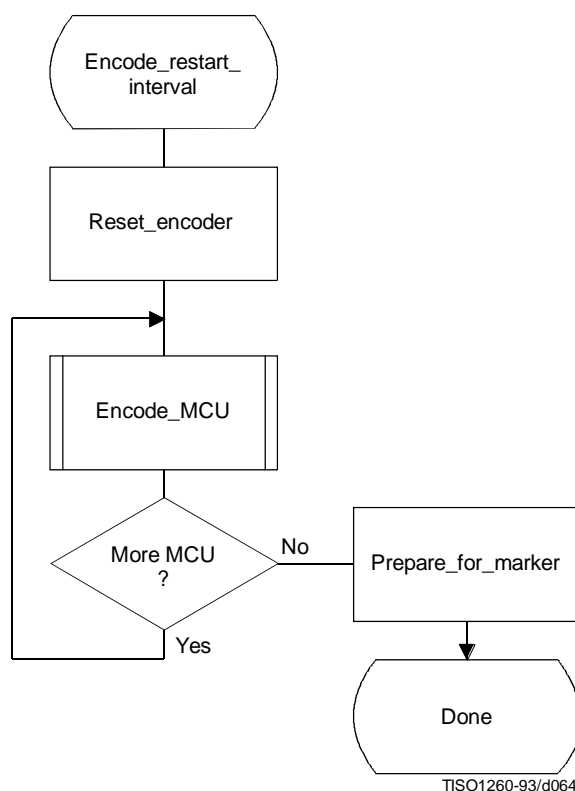 Encode_restart_
interval
Reset_encoder
Encode_MCU
More MCU
?
No
Prepare_for_marker
Yes
Done
TISO1260-93/d064